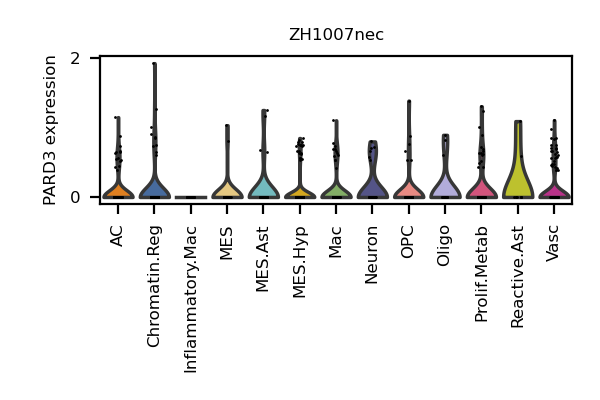 ZH1007nec
PARD3 expression
2
0
AC
Chromatin.Reg
Inflammatory.Mac
MES
MES.Ast
MES.Hyp
Mac
Neuron
OPC
Oligo
Prolif.Metab
Reactive.Ast
Vasc